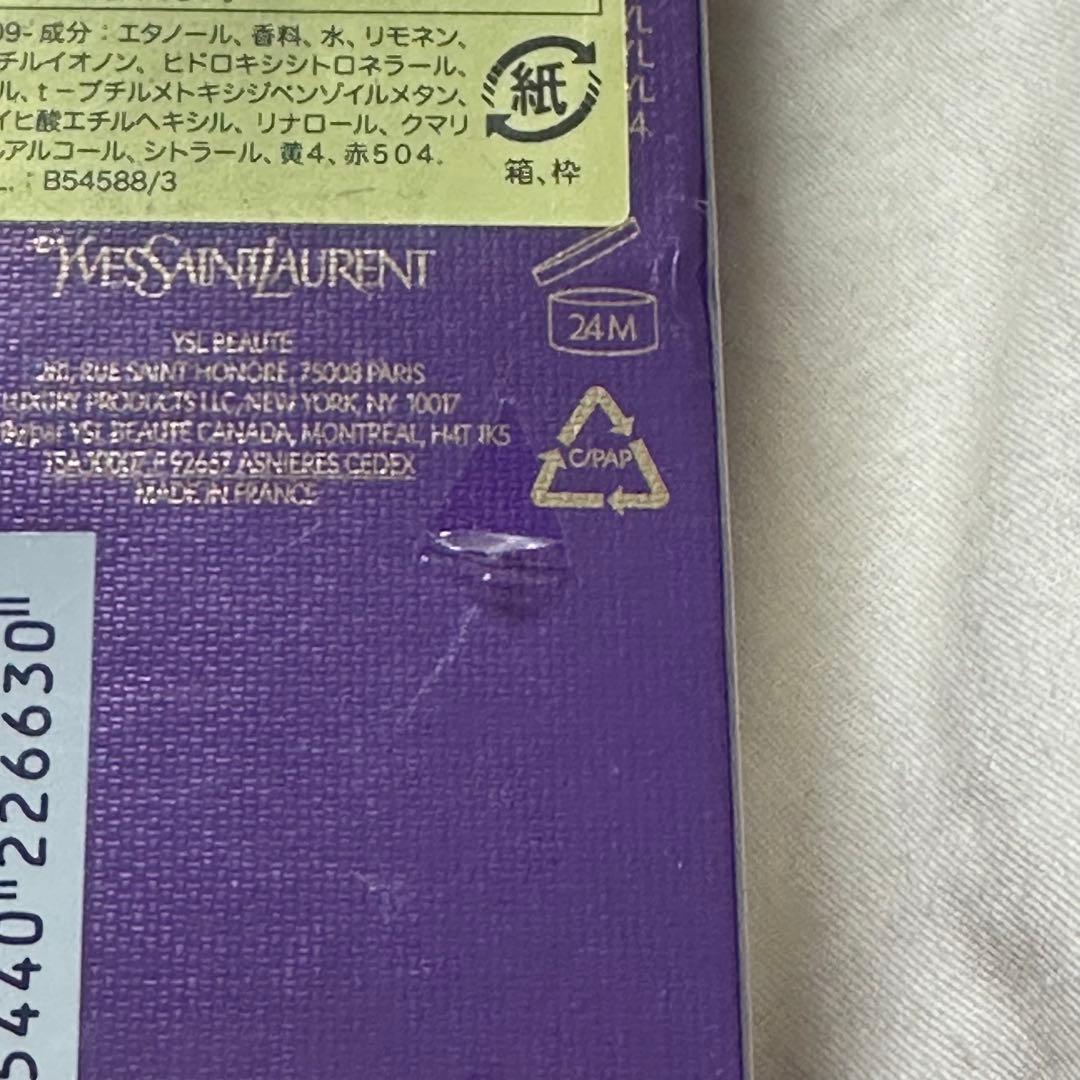 09- 成分：エタノール、香料、水、リモネン、
チルイオノン、ヒドロキシシトロネラール、
ル、t－ブチルメトキシジベンゾイルメタン、
イヒ酸エチルヘキシル、リナロール、クマリ
ルアルコール、シトラール、黄4、赤504.
L. : B54588/3
紙
箱、枠
YVESSAINTLAURENT
24M
YSL BEAUTE
RUE SAINT HONORE, 75008 PARIS
LUXURY PRODUCTS LLC, NEW YORK, NY 10017
par YSL BEAUTE CANADA, MONTREAL, H4T 1K5
F 92667 ASNIERES CEDEX
MADE IN FRANCE
C/PAP
5440"226630"